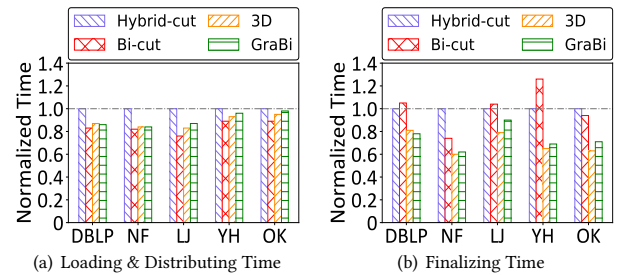 Hybrid-cut 3D
Bi-cut GraBi
Normalized Time
1.4
1.2
1.0
0.8
0.6
0.4
0.2
0
DBLP NF LJ YH OK
(a) Loading & Distributing Time
Hybrid-cut 3D
Bi-cut GraBi
Normalized Time
1.4
1.2
1.0
0.8
0.6
0.4
0.2
0
DBLP NF LJ YH OK
(b) Finalizing Time